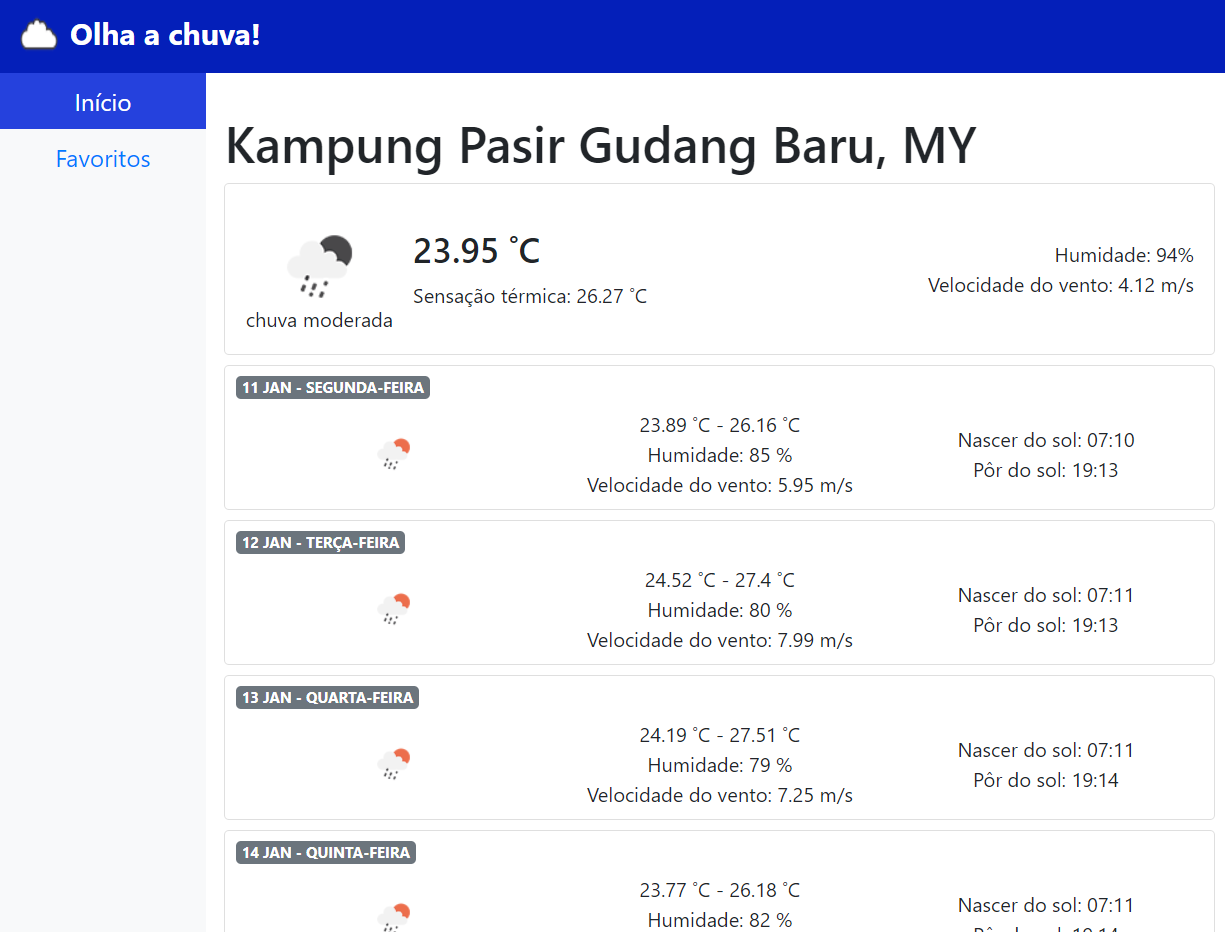 Olha a chuva!
Início
Favoritos
Kampung Pasir Gudang Baru, MY
23.95 °C
Sensação térmica: 26.27 °C
chuva moderada
Humidade: 94%
Velocidade do vento: 4.12 m/s
11 JAN - SEGUNDA-FEIRA
23.89 °C - 26.16 °C
Humidade: 85 %
Velocidade do vento: 5.95 m/s
Nascer do sol: 07:10
Pôr do sol: 19:13
12 JAN - TERÇA-FEIRA
24.52 °C - 27.4 °C
Humidade: 80 %
Velocidade do vento: 7.99 m/s
Nascer do sol: 07:11
Pôr do sol: 19:13
13 JAN - QUARTA-FEIRA
24.19 °C - 27.51 °C
Humidade: 79 %
Velocidade do vento: 7.25 m/s
Nascer do sol: 07:11
Pôr do sol: 19:14
14 JAN - QUINTA-FEIRA
23.77 °C - 26.18 °C
Humidade: 82 %
Nascer do sol: 07:11
Pôr do sol: 19:14